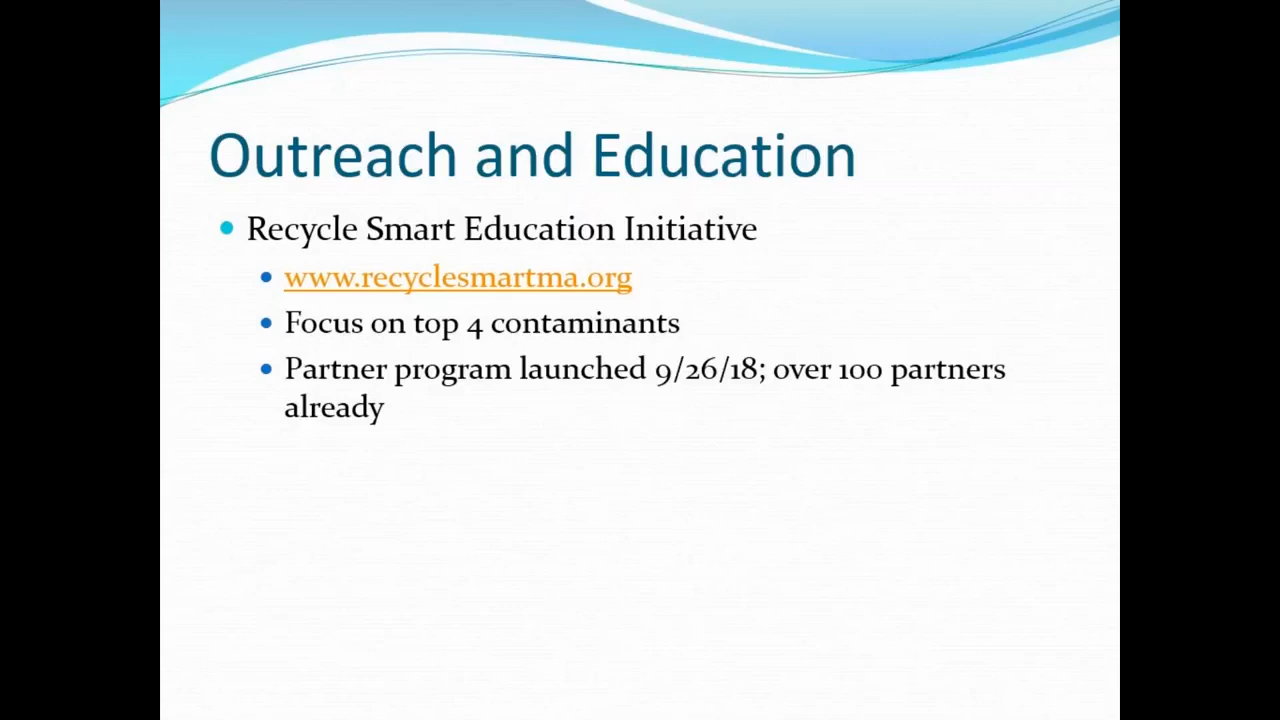 Outreach and Education
Recycle Smart Education Initiative
www.recyclesmartma.org
Focus on top 4 contaminants
Partner program launched 9/26/18; over 100 partners
already